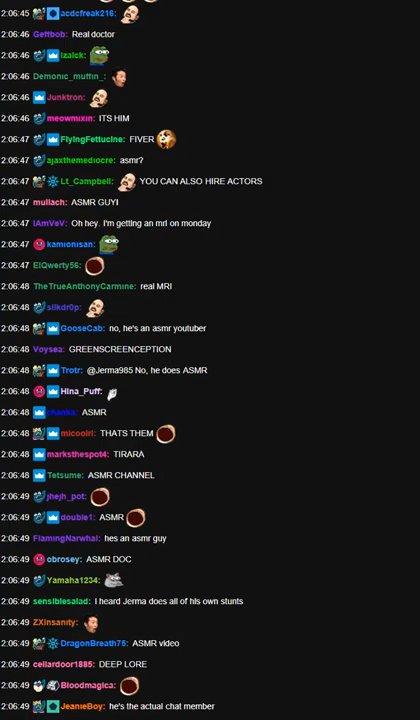 2:06:45 acdcfreak216:
2:06:46 Geffbob: Real doctor
2:06:46 Izalck:
2:06:46 Demonic_muffin_:
2:06:46 Junktron:
2:06:46 meowmixin: ITS HIM
2:06:47 FlyingFettucine: FIVER
2:06:47 ajaxthemediocre: asmr?
2:06:47 Lt_Campbell: YOU CAN ALSO HIRE ACTORS
2:06:47 mullach: ASMR GUY!
2:06:47 IAmVeV: Oh hey. I'm getting an mri on monday
2:06:47 kamionisan:
2:06:47 ElQwerty56:
2:06:48 TheTrueAnthonyCarmine: real MRI
2:06:48 silkdr0p:
2:06:48 GooseCab: no, he's an asmr youtuber
2:06:48 Voysea: GREENSCREENCEPTION
2:06:48 Trotr: @Jerma985 No, he does ASMR
2:06:48 Hina_Puff:
2:06:48 ASMR
2:06:48 micoolri: THATS THEM
2:06:48 marksthespot4: TIRARA
2:06:48 Tetsume: ASMR CHANNEL
2:06:49 jhejh_pot:
2:06:49 double1: ASMR
2:06:49 FlamingNarwhal: hes an asmr guy
2:06:49 obrosey: ASMR DOC
2:06:49 Yamaha1234:
2:06:49 sensiblesalad: I heard Jerma does all of his own stunts
2:06:49 ZXInsanity:
2:06:49 DragonBreath75: ASMR video
2:06:49 cellardoor1885: DEEP LORE
2:06:49 Bloodmagica:
2:06:49 JeanieBoy: he's the actual chat member